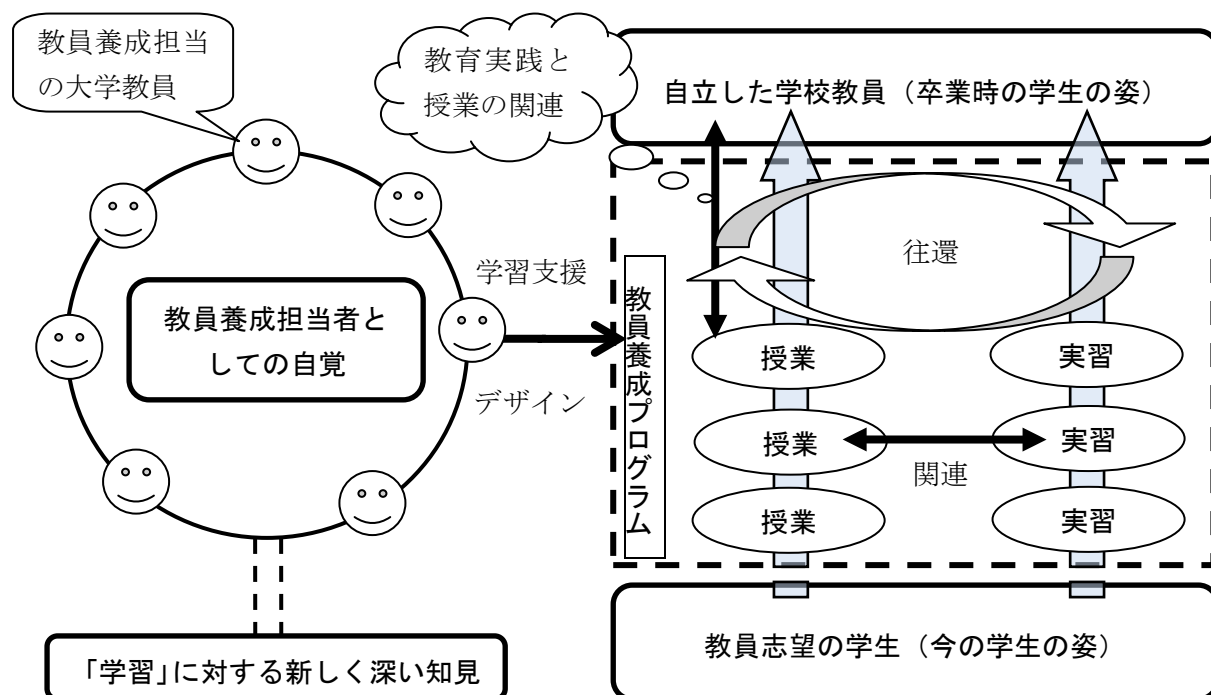 教員養成担当
の大学教員
教育実践と
授業の関連
自立した学校教員（卒業時の学生の姿）
教員養成担当者と
しての自覚
学習支援
デザイン
教員養成プログラム
往還
授業
実習
授業
実習
関連
授業
実習
「学習」に対する新しく深い知見
教員志望の学生（今の学生の姿）